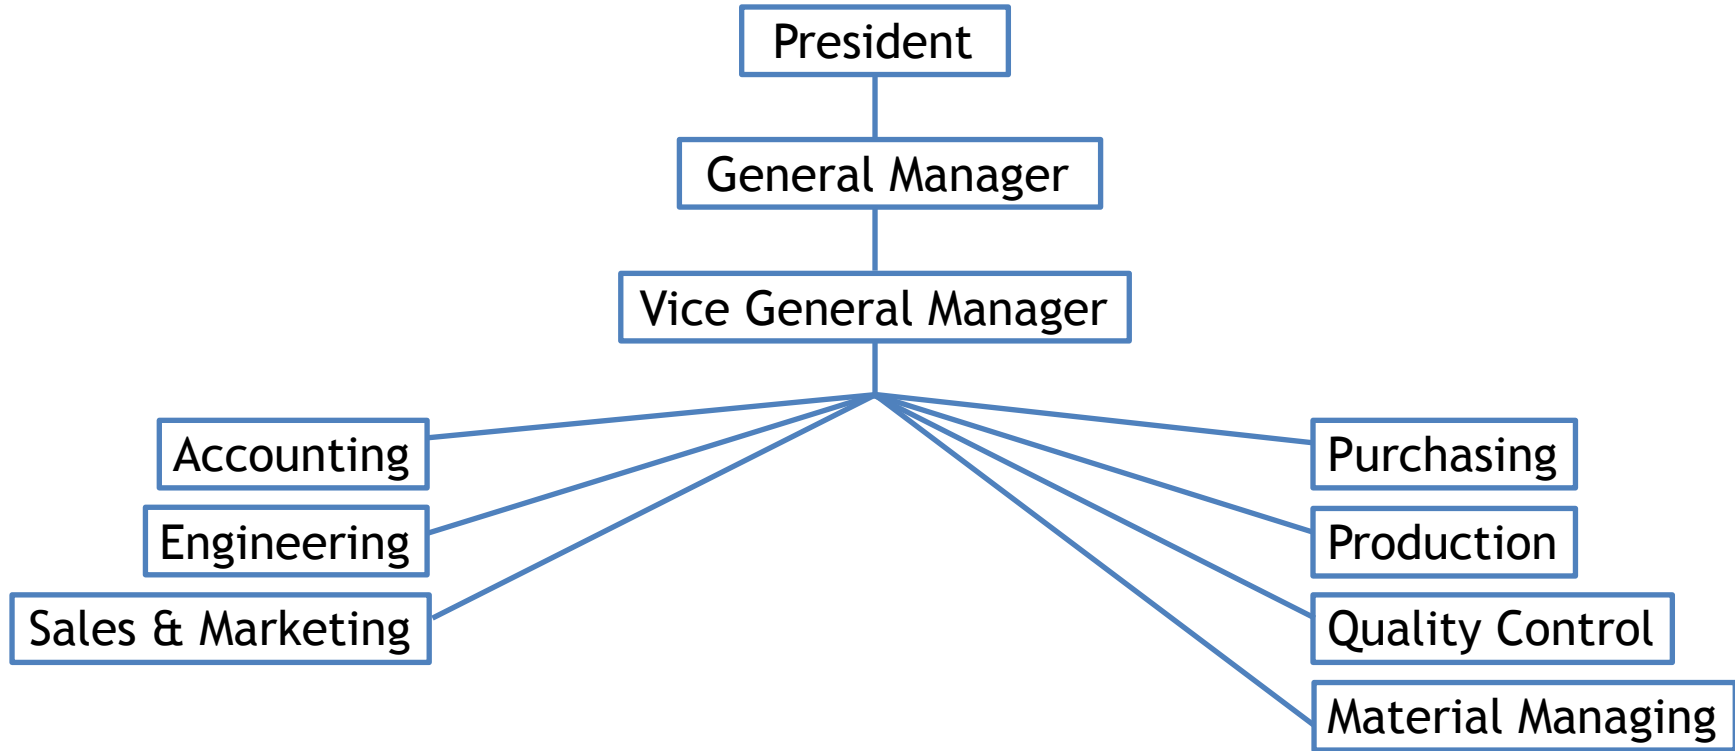 President
General Manager
Vice General Manager
Accounting
Engineering
Sales & Marketing
Purchasing
Production
Quality Control
Material Managing